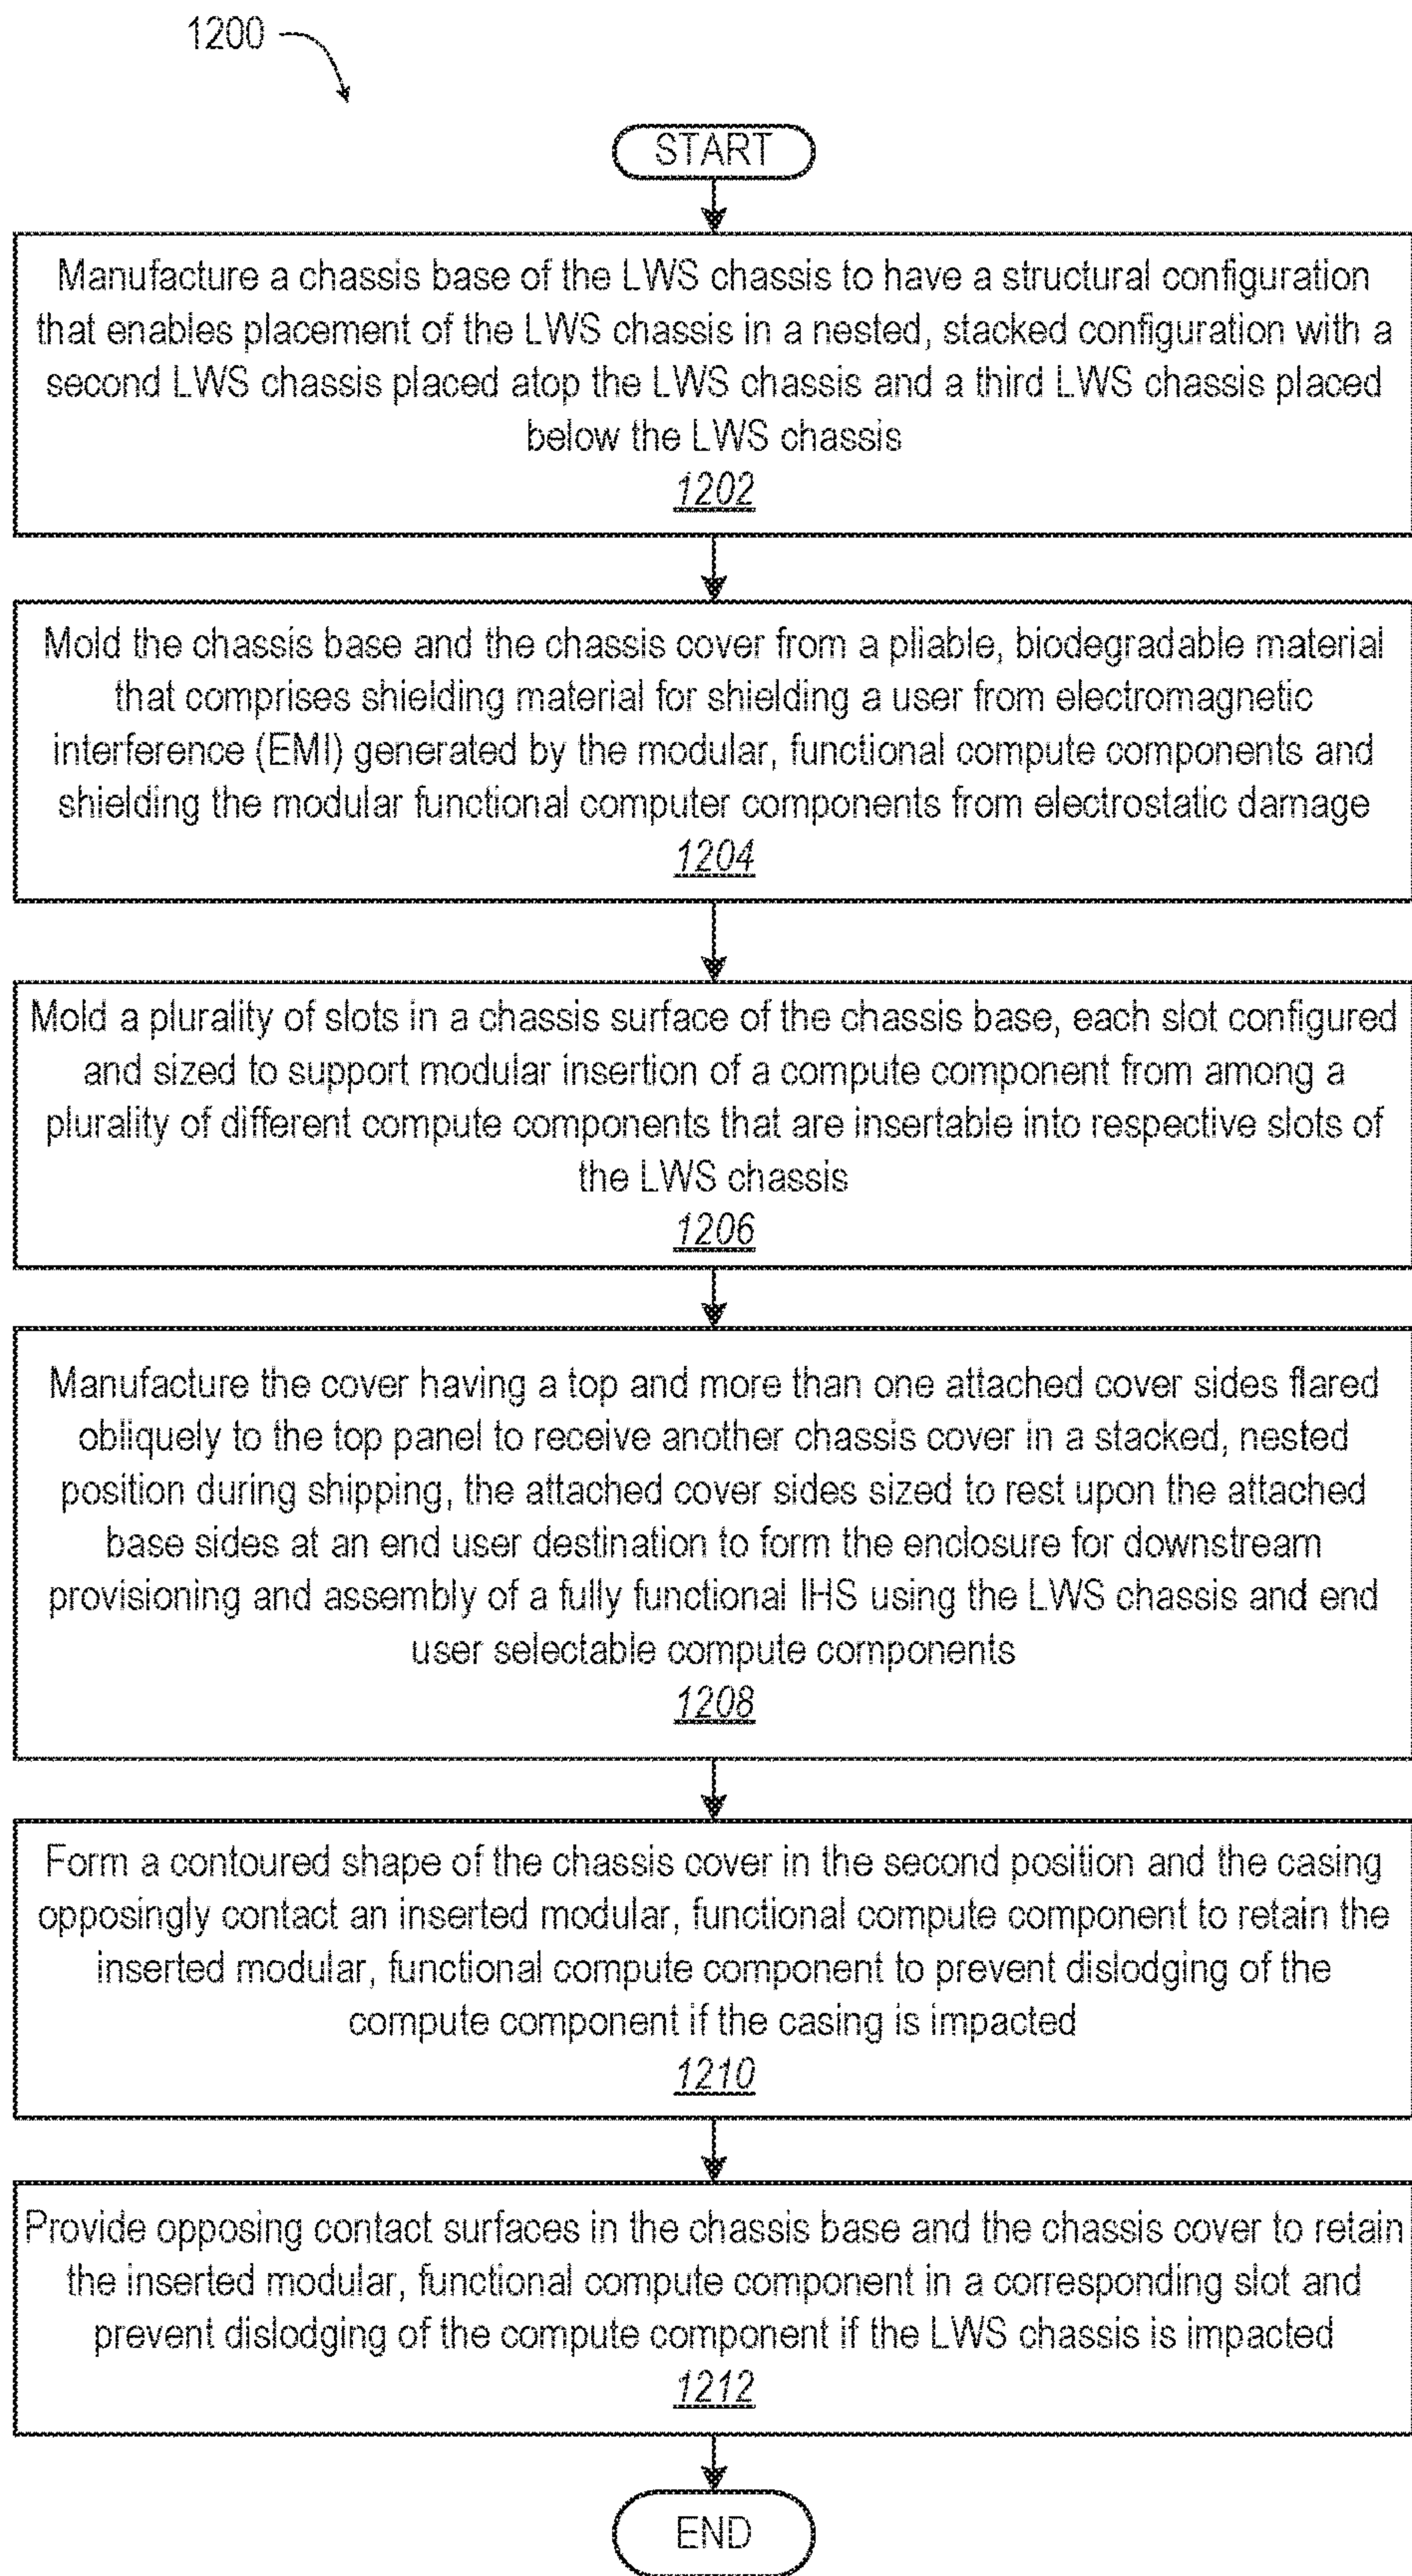 1200
START
Manufacture a chassis base of the LWS chassis to have a structural configuration
that enables placement of the LWS chassis in a nested, stacked configuration with a
second LWS chassis placed atop the LWS chassis and a third LWS chassis placed
below the LWS chassis
1202
Mold the chassis base and the chassis cover from a pliable, biodegradable material
that comprises shielding material for shielding a user from electromagnetic
interference (EMI) generated by the modular, functional compute components and
shielding the modular functional computer components from electrostatic damage
1204
Mold a plurality of slots in a chassis surface of the chassis base, each slot configured
and sized to support modular insertion of a compute component from among a
plurality of different compute components that are insertable into respective slots of
the LWS chassis
1206
Manufacture the cover having a top and more than one attached cover sides flared
obliquely to the top panel to receive another chassis cover in a stacked, nested
position during shipping, the attached cover sides sized to rest upon the attached
base sides at an end user destination to form the enclosure for downstream
provisioning and assembly of a fully functional IHS using the LWS chassis and end
user selectable compute components
1208
Form a contoured shape of the chassis cover in the second position and the casing
opposingly contact an inserted modular, functional compute component to retain the
inserted modular, functional compute component to prevent dislodging of the
compute component if the casing is impacted
1210
Provide opposing contact surfaces in the chassis base and the chassis cover to retain
the inserted modular, functional compute component in a corresponding slot and
prevent dislodging of the compute component if the LWS chassis is impacted
1212
END